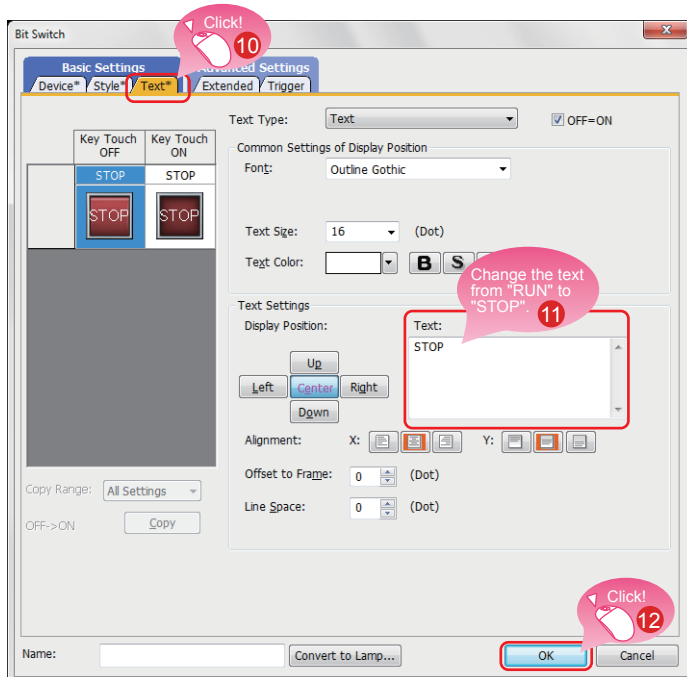 Click!
10
Bit Switch
x
Basic Settings
Settings
Device* Style* Text* Extended Trigger
Text Type: Text OFF=ON
Key Touch OFF
Key Touch ON
STOP STOP
STOP STOP
Common Settings of Display Position
Font: Outline Gothic
Text Size: 16 (Dot)
Text Color: B S
Change the text
from "RUN" to
"STOP". 11
Text Settings
Display Position: Text:
STOP
Up
Left Center Right
Down
Alignment: X: Y:
Offset to Frame: 0 (Dot)
Line Space: 0 (Dot)
Copy Range: All Settings
OFF->ON Copy
Click!
12
Name: Convert to Lamp... OK Cancel